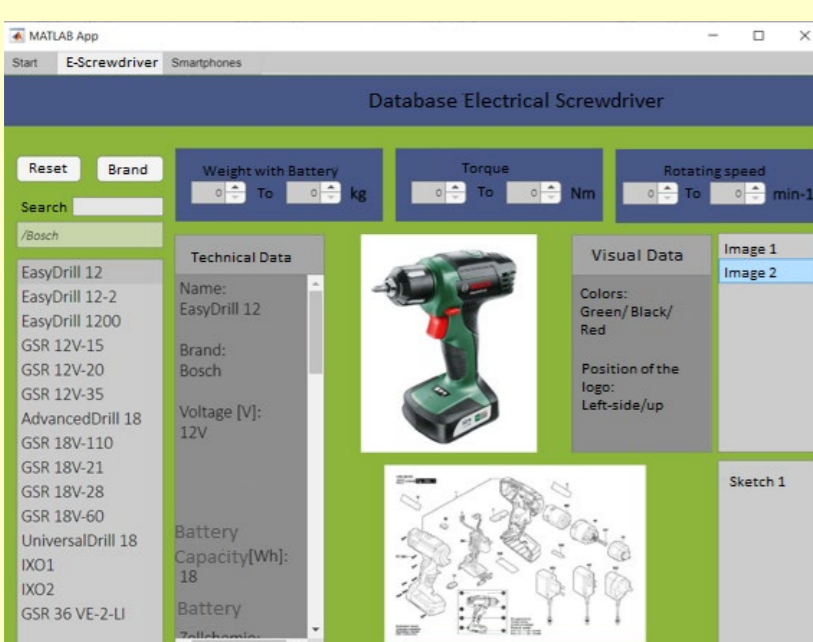 MATLAB App
Start E-Screwdriver Smartphones
Database Electrical Screwdriver
Reset Brand
Search
/Bosch
Weight with Battery
0 To 0 kg
Torque
0 To 0 Nm
Rotating speed
0 To 0 min-1
EasyDrill 12
EasyDrill 12-2
EasyDrill 1200
GSR 12V-15
GSR 12V-20
GSR 12V-35
AdvancedDrill 18
GSR 18V-110
GSR 18V-21
GSR 18V-28
GSR 18V-60
UniversalDrill 18
IXO1
IXO2
GSR 36 VE-2-LI
Technical Data
Name:
EasyDrill 12
Brand:
Bosch
Voltage [V]:
12V
Battery
Capacity[Wh]:
18
Battery
Zellchemie:
BOSCH
Visual Data
Colors:
Green/ Black/
Red
Position of the
logo:
Left-side/up
Image 1
Image 2
Sketch 1